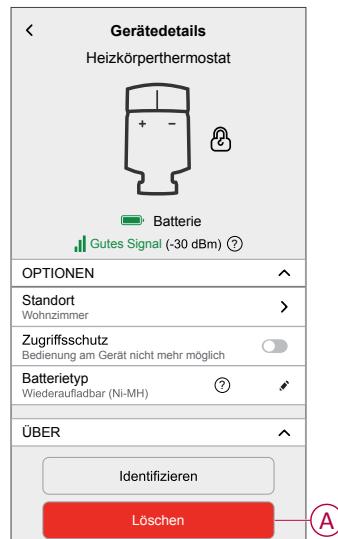 Gerätedetails
Heizkörperthermostat
+ −
Batterie
Gutes Signal (-30 dBm) ?
OPTIONEN
Standort
Wohnzimmer
Zugriffsschutz
Bedienung am Gerät nicht mehr möglich
Batterietyp
Wiederaufladbar (Ni-MH) ?
ÜBER
Identifizieren
Löschen A